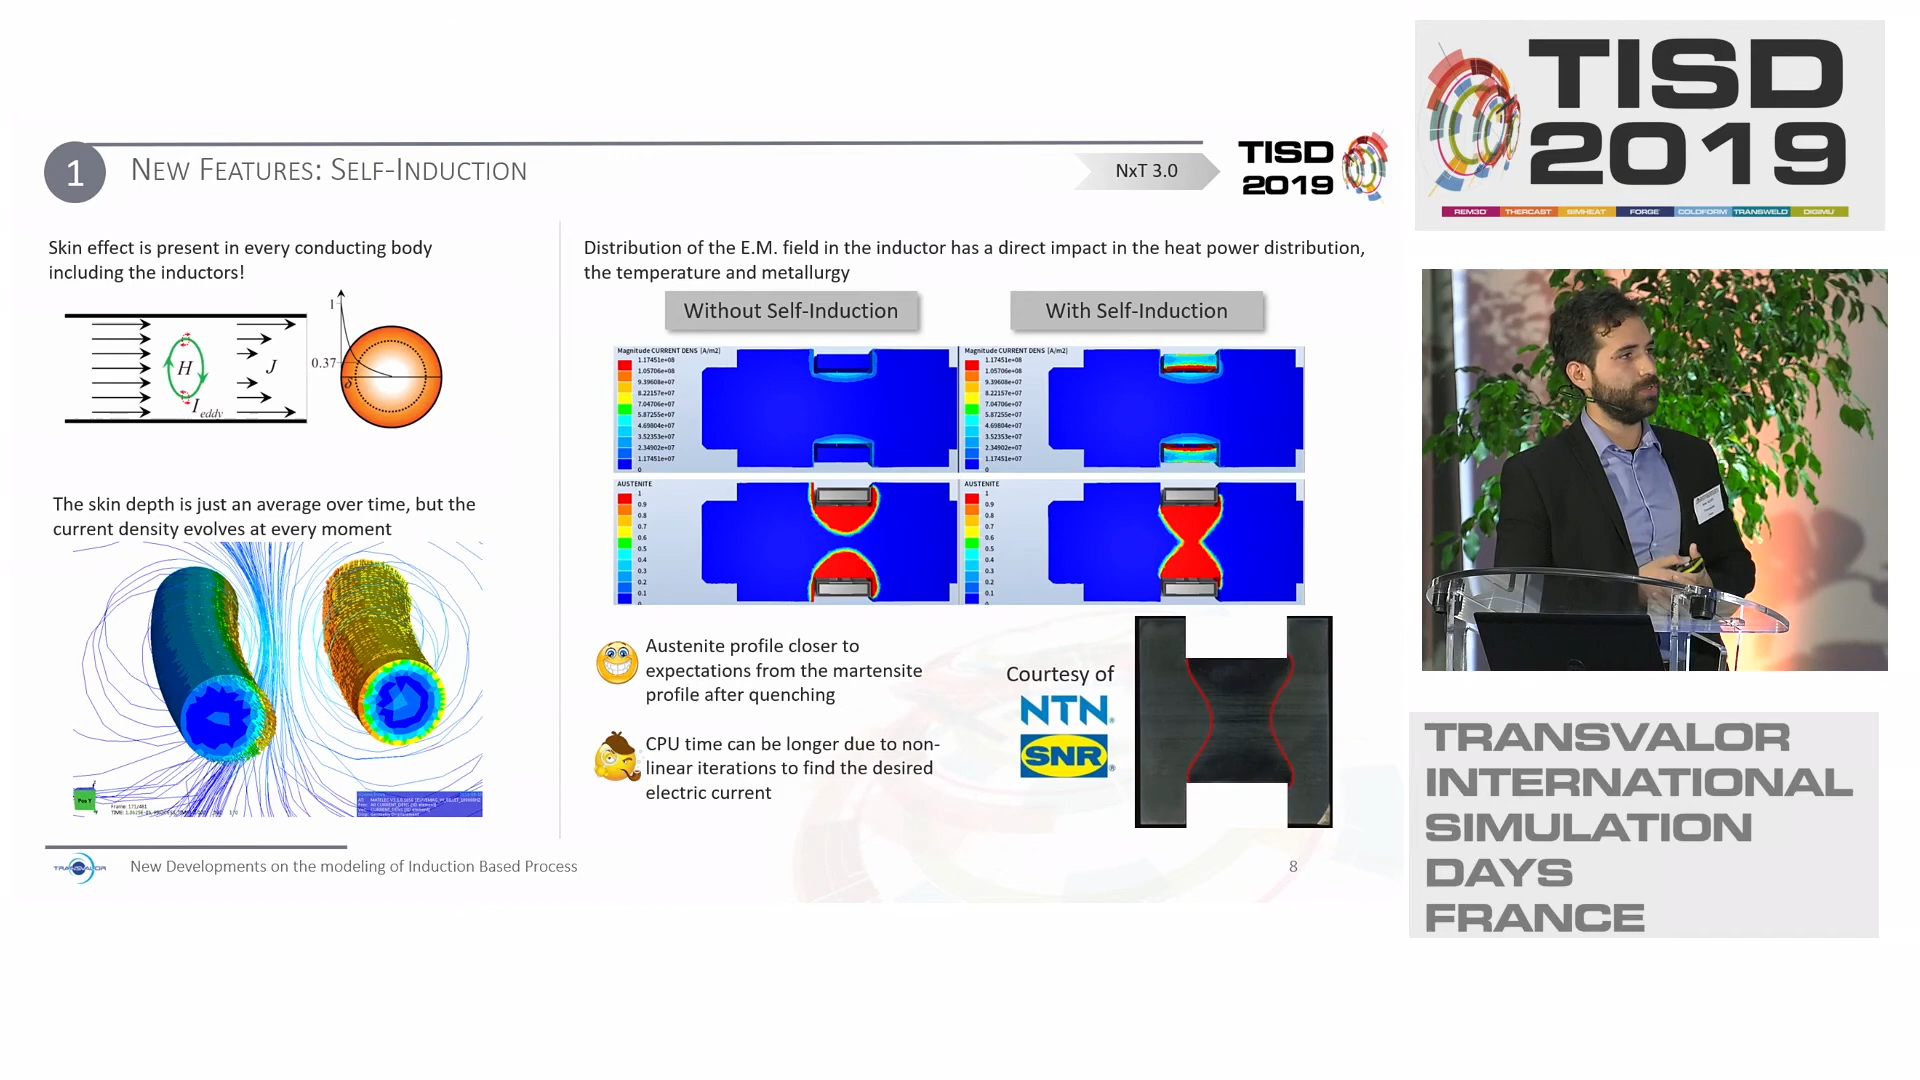 1
NEW FEATURES: SELF-INDUCTION
NxT 3.0
TISD
2019
Skin effect is present in every conducting body
including the inductors!
H
J
I eddy
1
0.37
δ
The skin depth is just an average over time, but the
current density evolves at every moment
Pos Y
Distribution of the E.M. field in the inductor has a direct impact in the heat power distribution,
the temperature and metallurgy
Without Self-Induction
With Self-Induction
Magnitude CURRENT DENS [A/m2]
1.17451e+08
1.05706e+08
9.39608e+07
8.22157e+07
7.04706e+07
5.87255e+07
4.69804e+07
3.52353e+07
2.34902e+07
1.17451e+07
0
Magnitude CURRENT DENS [A/m2]
1.17451e+08
1.05706e+08
9.39608e+07
8.22157e+07
7.04706e+07
5.87255e+07
4.69804e+07
3.52353e+07
2.34902e+07
1.17451e+07
0
AUSTENITE
1
0.9
0.8
0.7
0.6
0.5
0.4
0.3
0.2
0.1
AUSTENITE
1
0.9
0.8
0.7
0.6
0.5
0.4
0.3
0.2
0.1
Austenite profile closer to
expectations from the martensite
profile after quenching
CPU time can be longer due to non-
linear iterations to find the desired
electric current
Courtesy of
NTN®
SNR®
TRANSVALOR
New Developments on the modeling of Induction Based Process
8
TISD
2019
REM3D® THERCAST® SIMHEAT® FORGE® COLDFORM® TRANSWELD® DIGIMU®
TRANSVALOR
INTERNATIONAL
SIMULATION
DAYS
FRANCE